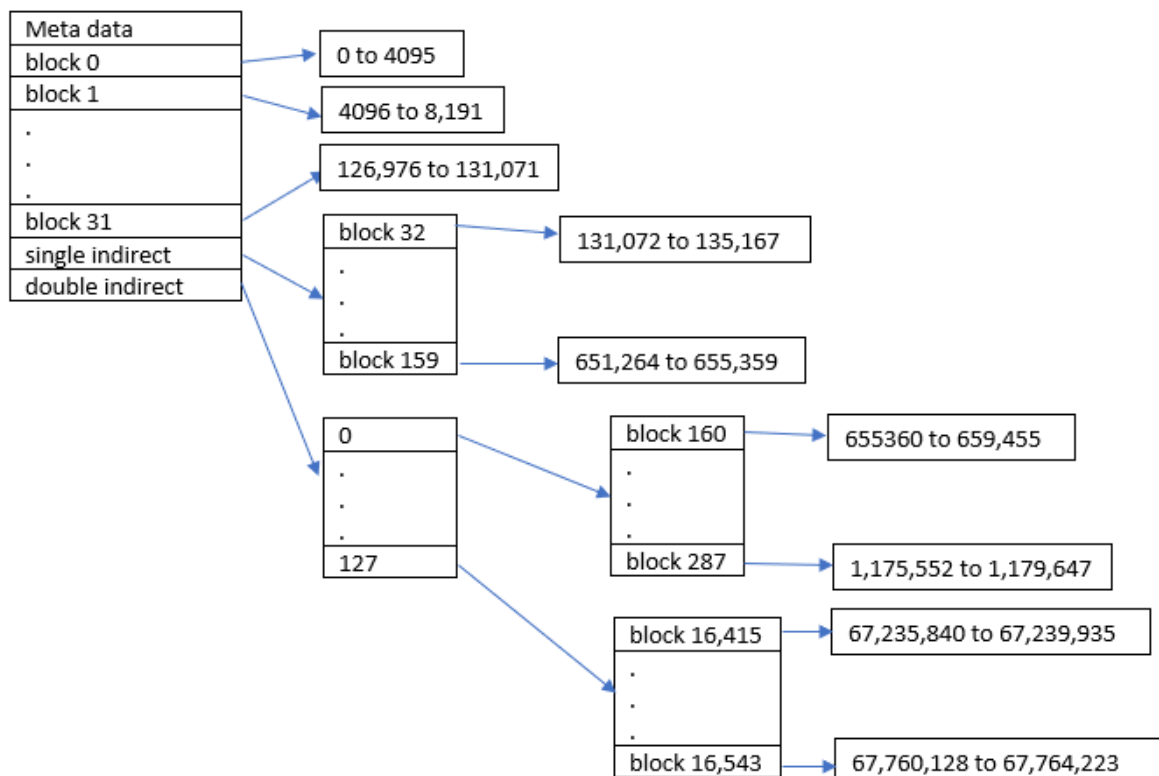 Meta data
block 0
block 1
.
.
.
block 31
single indirect
double indirect
0 to 4095
4096 to 8,191
126,976 to 131,071
block 32
.
.
.
block 159
131,072 to 135,167
651,264 to 655,359
0
.
.
.
127
block 160
.
.
.
block 287
655360 to 659,455
1,175,552 to 1,179,647
block 16,415
.
.
.
block 16,543
67,235,840 to 67,239,935
67,760,128 to 67,764,223